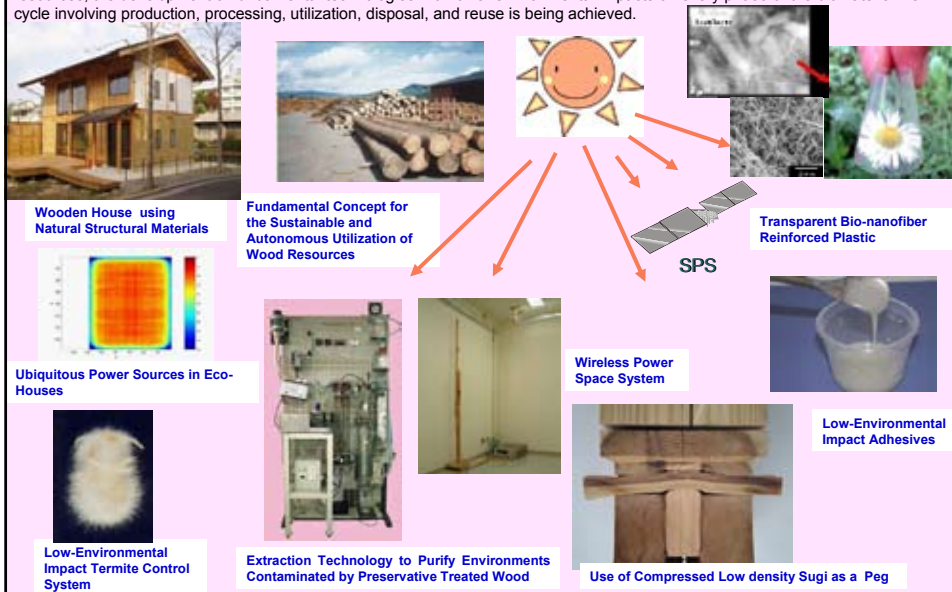 cycle involving production, processing, utilization, disposal, and reuse is being achieved.
Wooden House using
Natural Structural Materials
Fundamental Concept for
the Sustainable and
Autonomous Utilization of
Wood Resources
SPS
Transparent Bio-nanofiber
Reinforced Plastic
Ubiquitous Power Sources in Eco-
Houses
Wireless Power
Space System
Low-Environmental
Impact Adhesives
Low-Environmental
Impact Termite Control
System
Extraction Technology to Purify Environments
Contaminated by Preservative Treated Wood
Use of Compressed Low density Sugi as a Peg